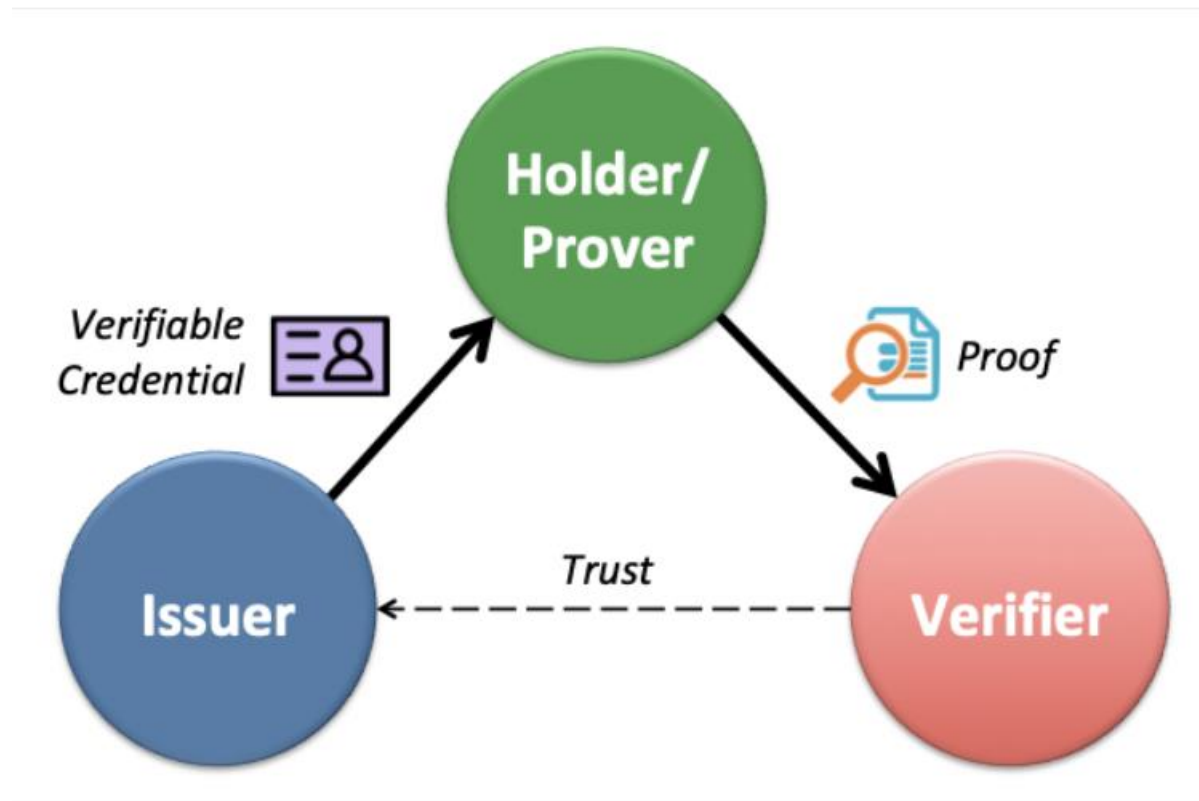 Holder/
Prover
Verifiable
Credential
Proof
Trust
Issuer
Verifier